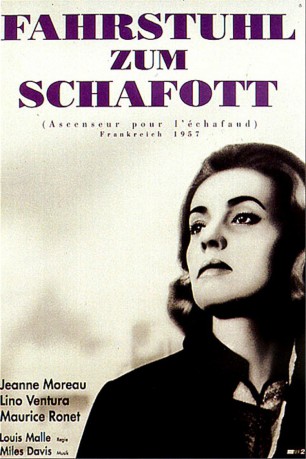 FAHRSTUHL
ZUM
SCHAFOTT
(Ascenseur pour l'échafaud)
Frankreich 1957
Jeanne Moreau
Lino Ventura
Maurice Ronet
Louis Malle Regie
Miles Davis Musik